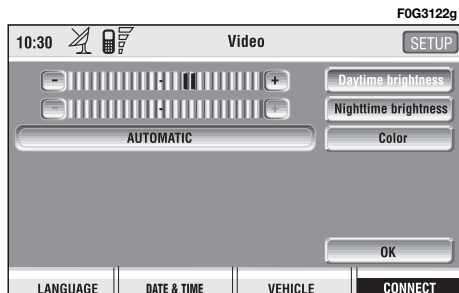 F0G3122g
10:30 Video SETUP
- + Daytime brightness
- + Nighttime brightness
AUTOMATIC Color
OK
LANGUAGE DATE & TIME VEHICLE CONNECT